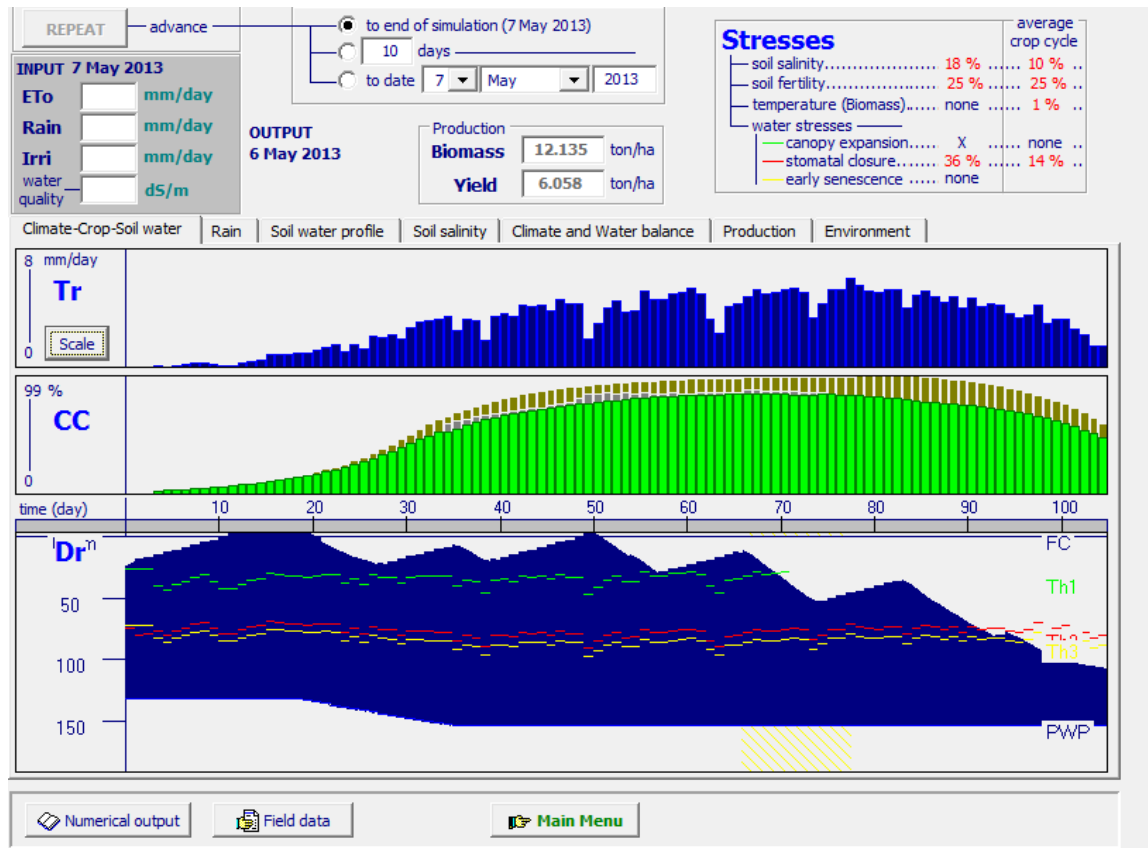 REPEAT
advance
to end of simulation (7 May 2013)
10 days
to date 7 May 2013
INPUT 7 May 2013
ETo mm/day
Rain mm/day
Irri mm/day
water quality dS/m
OUTPUT
6 May 2013
Production
Biomass 12.135 ton/ha
Yield 6.058 ton/ha
Stresses
average
crop cycle
soil salinity........................ 18 % ...... 10 % ..
soil fertility........................ 25 % ...... 25 % ..
temperature (Biomass)...... none ...... 1 % ..
water stresses
canopy expansion...... X ...... none ..
stomatal closure....... 36 % ...... 14 % ..
early senescence ..... none
Climate-Crop-Soil water Rain Soil water profile Soil salinity Climate and Water balance Production Environment
8 mm/day
Tr
Scale
0
99 %
CC
0
time (day) 10 20 30 40 50 60 70 80 90 100
Dr
FC
50
Th1
100
Th3
150
PWP
Numerical output Field data Main Menu